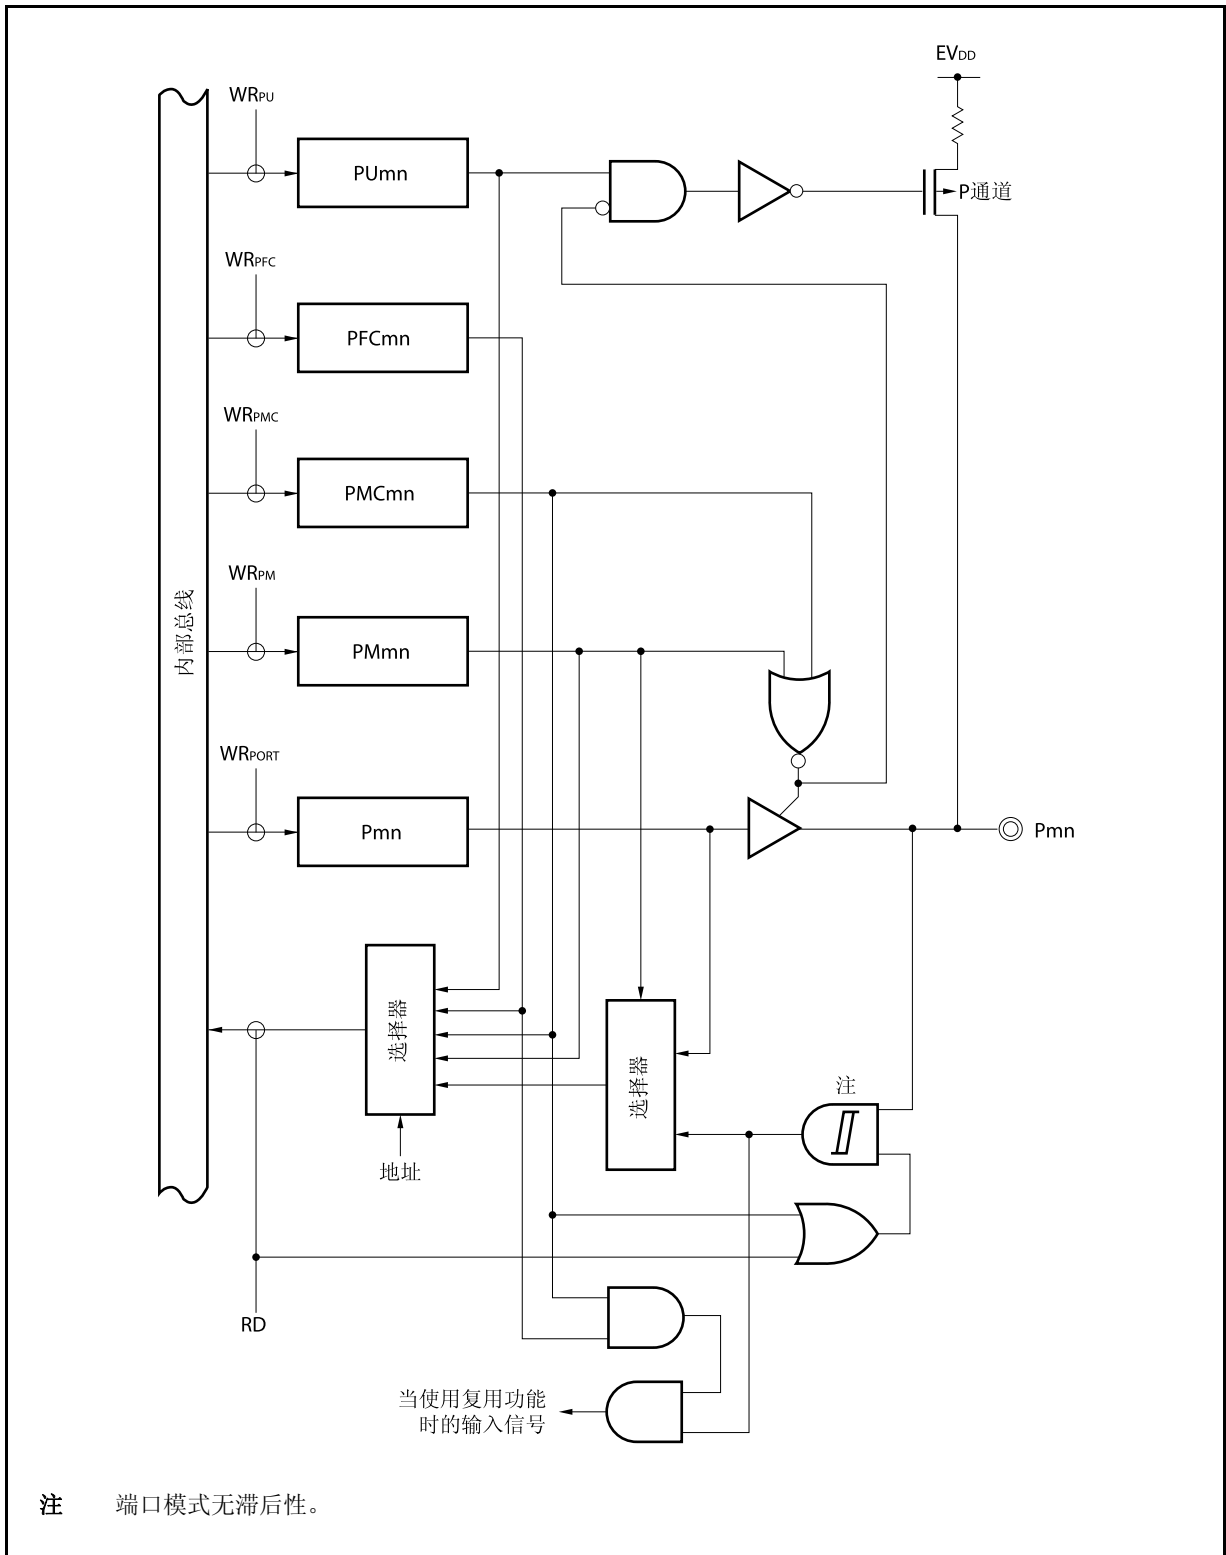 EVDD
WRPU
PUmn
P通道
WRPFC
PFCmn
WRPMC
PMCmn
WRPM
PMmn
内部总线
WRPORT
Pmn
Pmn
选择器
选择器
注
地址
RD
当使用复用功能
时的输入信号
注 端口模式无滞后性。